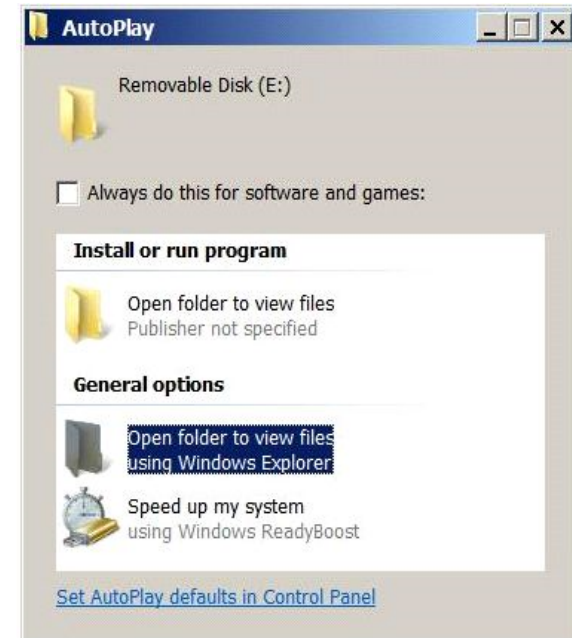 AutoPlay
Removable Disk (E:)
Always do this for software and games:
Install or run program
Open folder to view files
Publisher not specified
General options
Open folder to view files
using Windows Explorer
Speed up my system
using Windows ReadyBoost
Set AutoPlay defaults in Control Panel